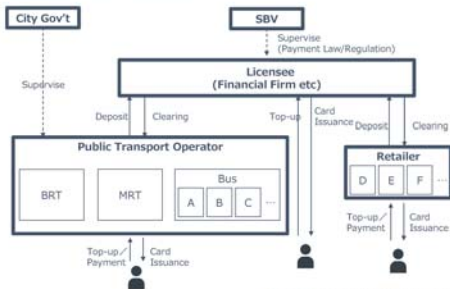 City Gov't
SBV
Supervise
(Payment Law/Regulation)
Licensee
(Financial Firm etc)
Supervise
Deposit
Clearing
Top-up
Card
Issuance
Deposit
Clearing
Public Transport Operator
BRT
MRT
Bus
A
B
C
...
Retailer
D
E
F
...
Top-up/
Payment
Card
Issuance
Top-up/
Payment
Card
Issuance